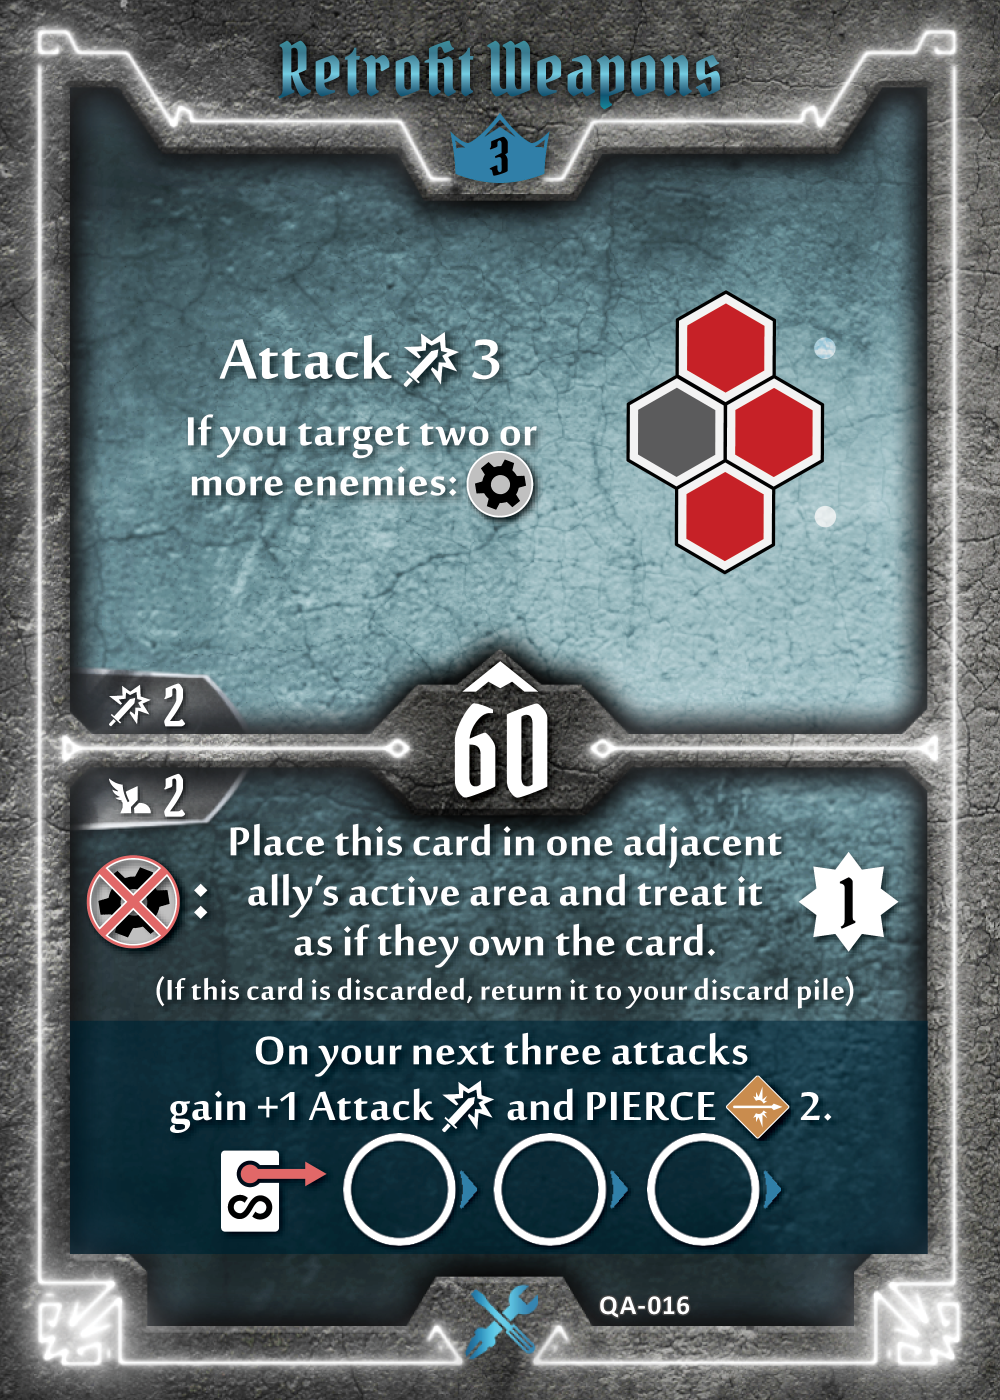 Retrofit Weapons
3
Attack 3
If you target two or
more enemies:
2
60
2
Place this card in one adjacent
ally's active area and treat it
as if they own the card.
1
(If this card is discarded, return it to your discard pile)
On your next three attacks
gain +1 Attack and PIERCE 2.
S
QA-016